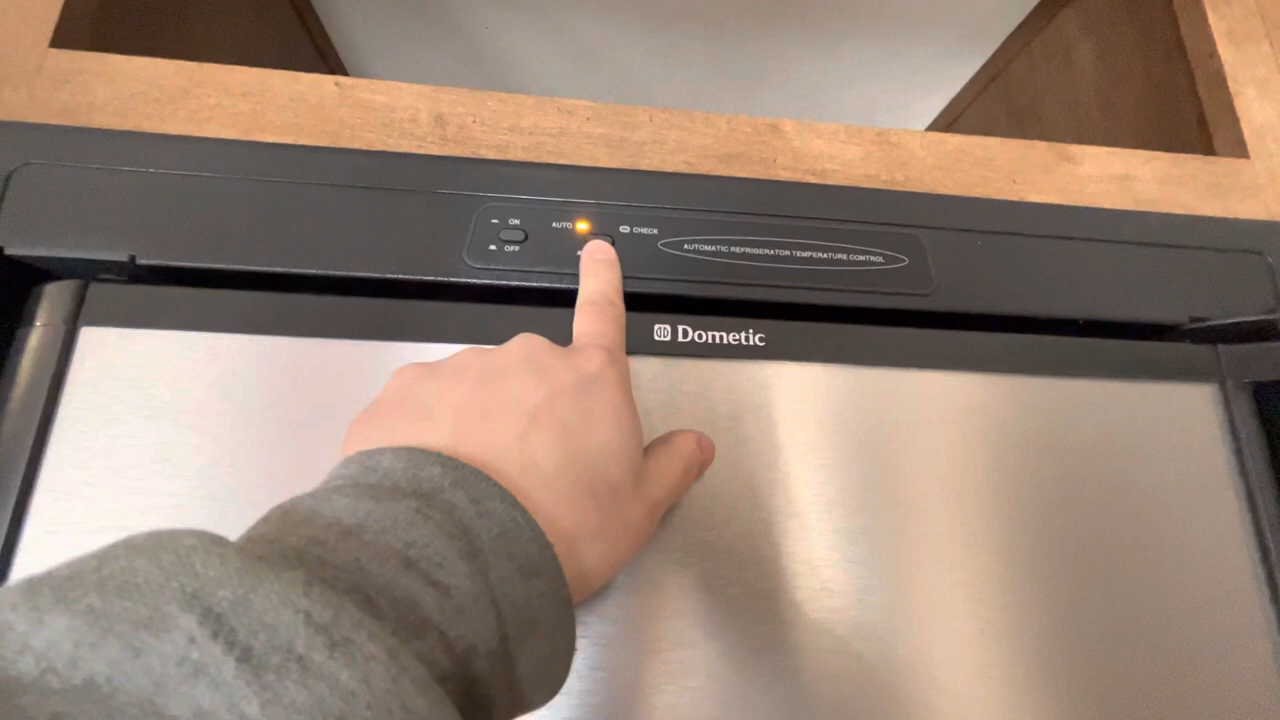 ON
OFF
AUTO
CHECK
AUTOMATIC REFRIGERATOR TEMPERATURE CONTROL
Dometic